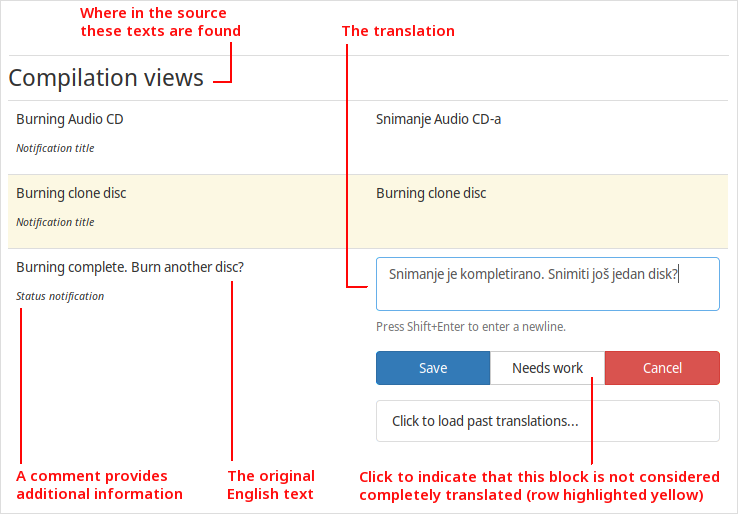 Where in the source
these texts are found
The translation
Compilation views
Burning Audio CD
Snimanje Audio CD-a
Notification title
Burning clone disc
Burning clone disc
Notification title
Burning complete. Burn another disc?
Snimanje je kompletirano. Snimiti još jedan disk?
Status notification
Press Shift+Enter to enter a newline.
Save
Needs work
Cancel
Click to load past translations...
A comment provides
additional information
The original
English text
Click to indicate that this block is not considered
completely translated (row highlighted yellow)